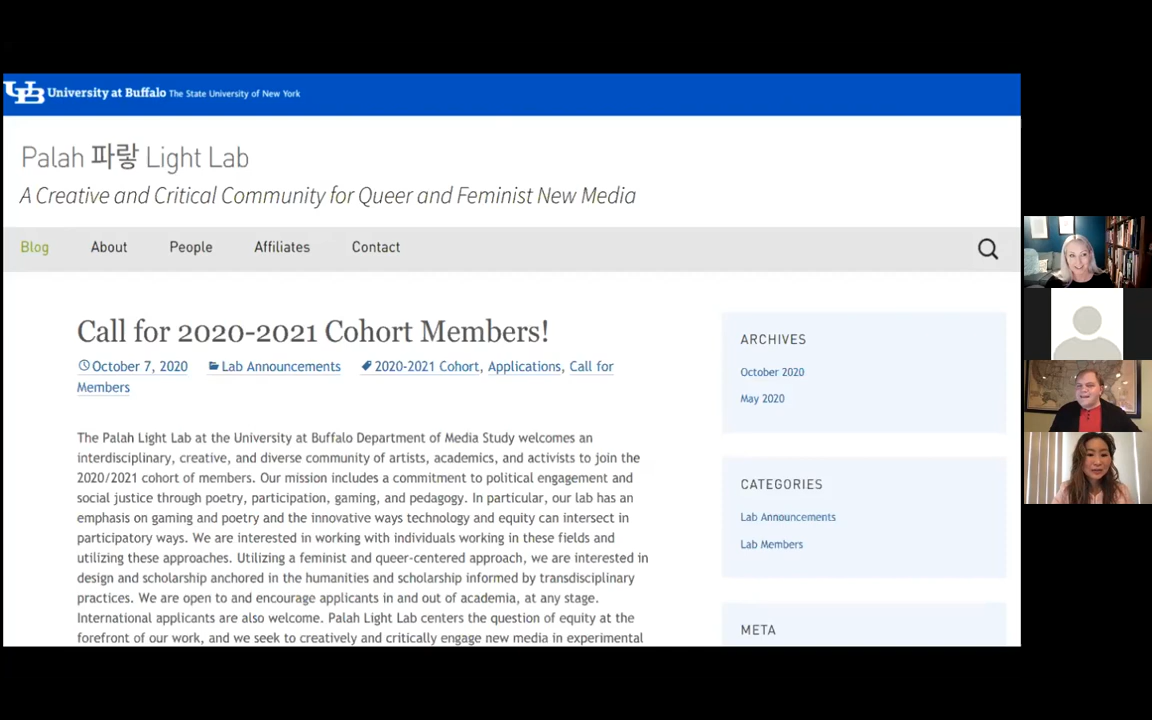 University at Buffalo The State University of New York
Palah 파랗 Light Lab
A Creative and Critical Community for Queer and Feminist New Media
Blog About People Affiliates Contact
Call for 2020-2021 Cohort Members!
October 7, 2020 Lab Announcements 2020-2021 Cohort, Applications, Call for
Members
The Palah Light Lab at the University at Buffalo Department of Media Study welcomes an
interdisciplinary, creative, and diverse community of artists, academics, and activists to join the
2020/2021 cohort of members. Our mission includes a commitment to political engagement and
social justice through poetry, participation, gaming, and pedagogy. In particular, our lab has an
emphasis on gaming and poetry and the innovative ways technology and equity can intersect in
participatory ways. We are interested in working with individuals working in these fields and
utilizing these approaches. Utilizing a feminist and queer-centered approach, we are interested in
design and scholarship anchored in the humanities and scholarship informed by transdisciplinary
practices. We are open to and encourage applicants in and out of academia, at any stage.
International applicants are also welcome. Palah Light Lab centers the question of equity at the
forefront of our work, and we seek to creatively and critically engage new media in experimental
ARCHIVES
October 2020
May 2020
CATEGORIES
Lab Announcements
Lab Members
META